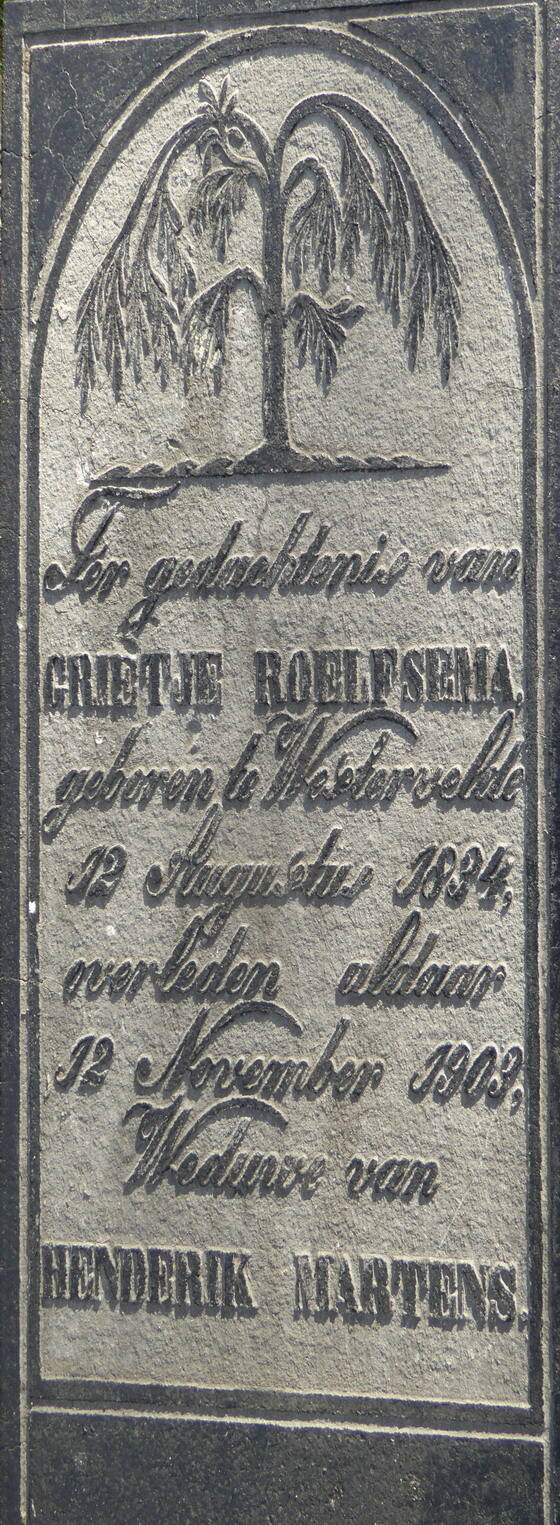 Ter gedachtenis van
GRIETJE ROELFSEMA,
geboren te Westervelde
12 Augustus 1834,
overleden aldaar
12 November 1903,
Weduwe van
HENDERIK MARTENS.